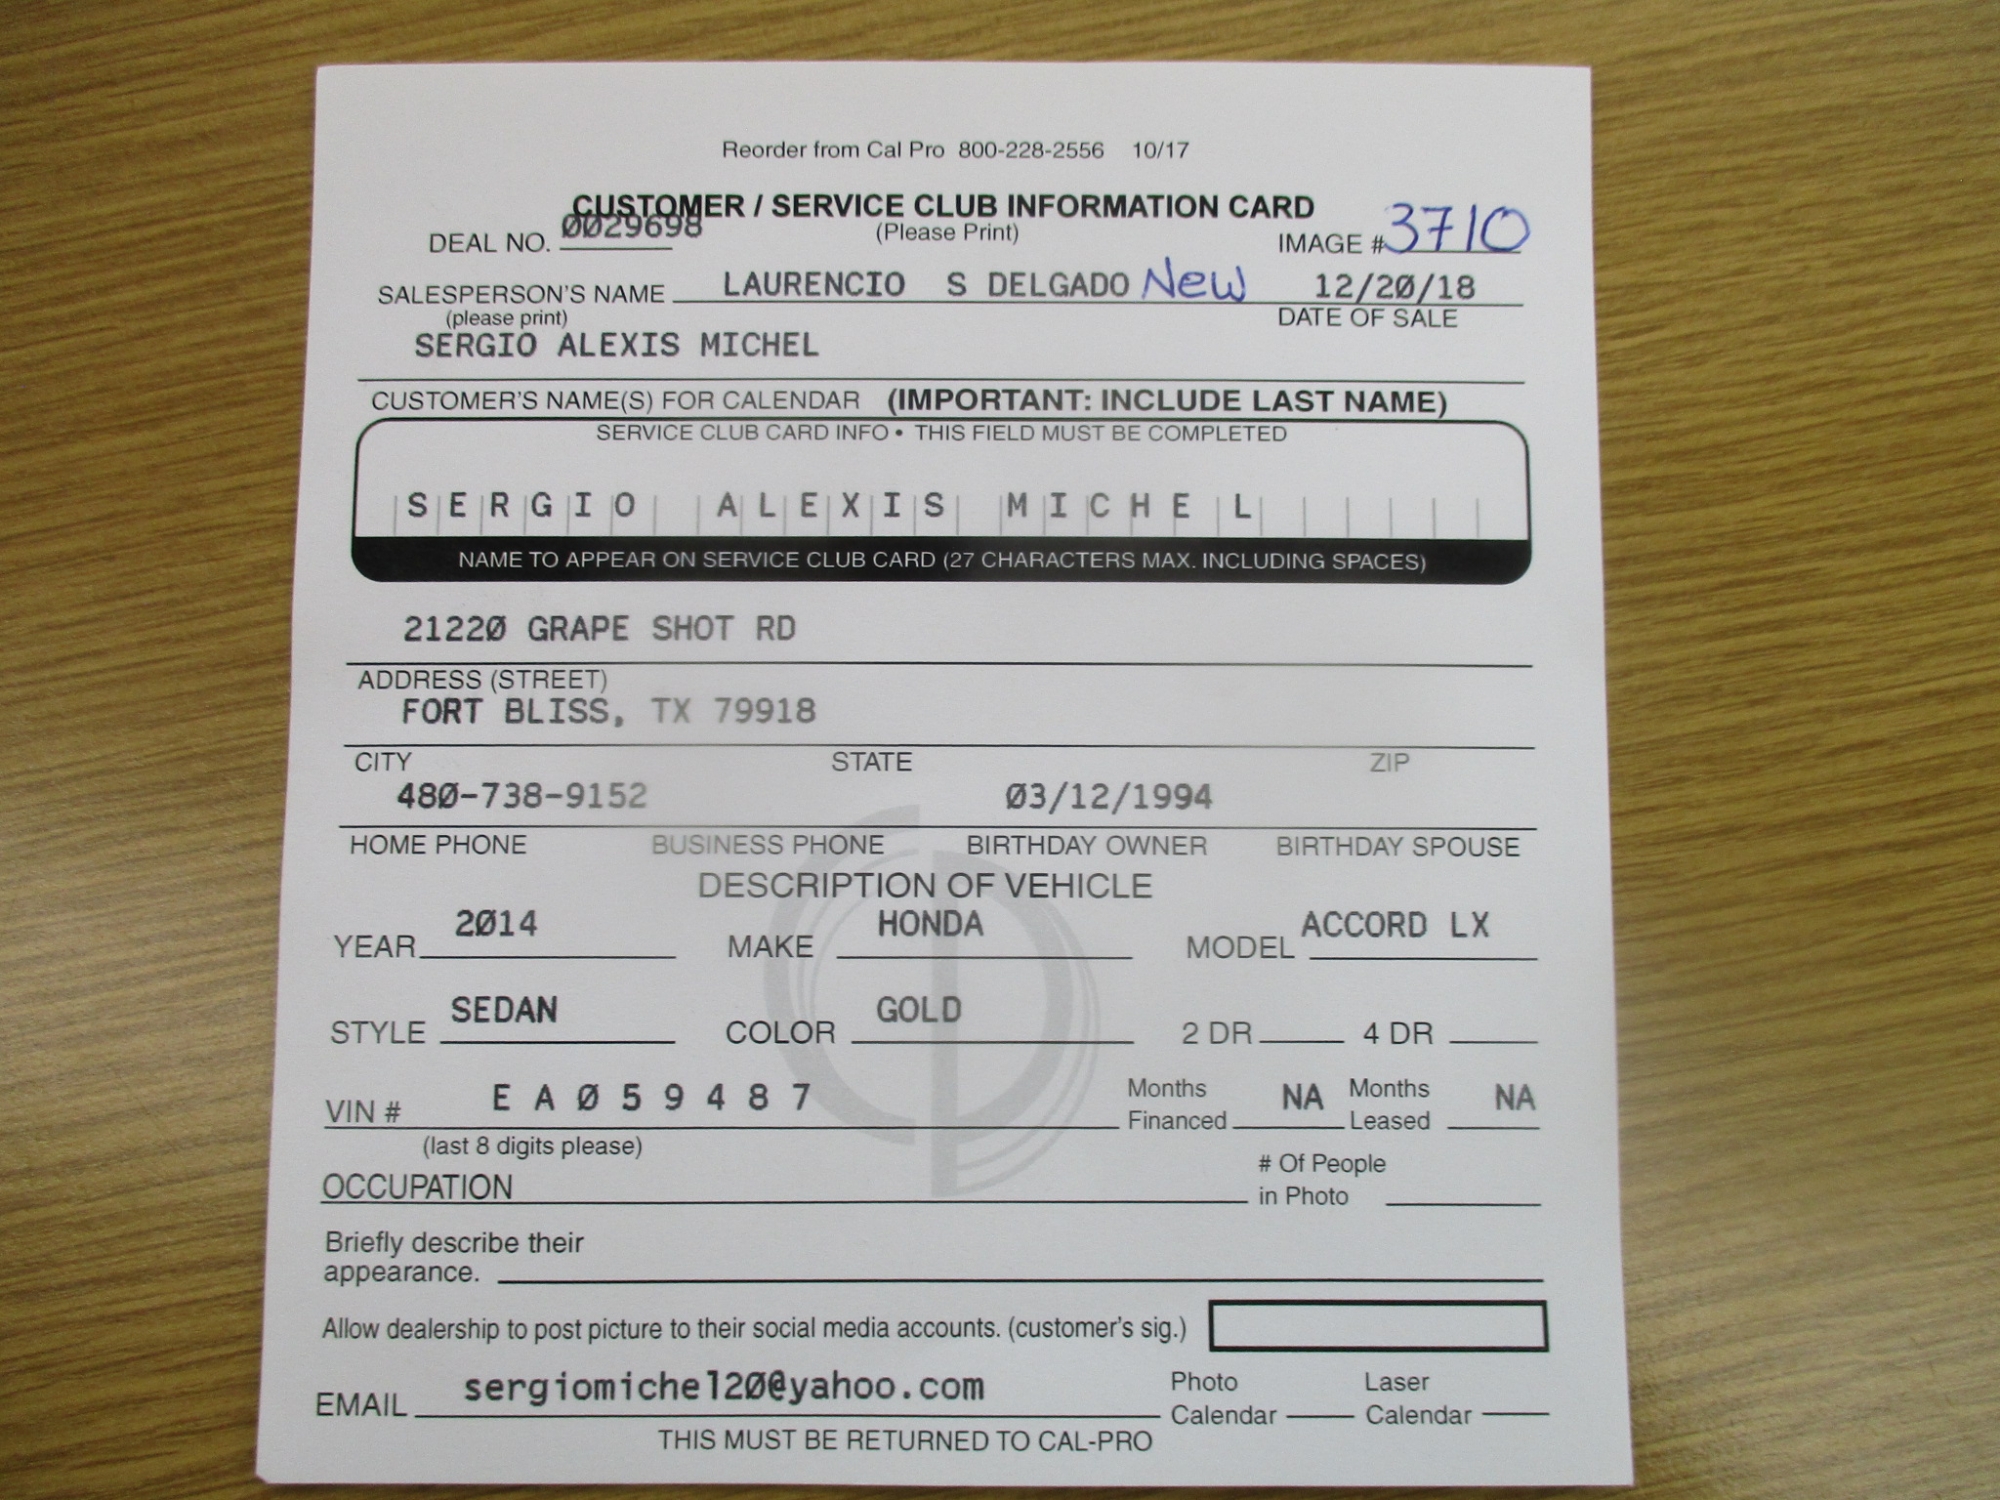 Reorder from Cal Pro 800-228-2556 10/17
CUSTOMER / SERVICE CLUB INFORMATION CARD
DEAL NO. 0029698 (Please Print) IMAGE # 3710
SALESPERSON'S NAME LAURENCIO S DELGADO New 12/20/18
(please print) DATE OF SALE
SERGIO ALEXIS MICHEL
CUSTOMER'S NAME(S) FOR CALENDAR (IMPORTANT: INCLUDE LAST NAME)
SERVICE CLUB CARD INFO • THIS FIELD MUST BE COMPLETED
SERGIO ALEXIS MICHEL
NAME TO APPEAR ON SERVICE CLUB CARD (27 CHARACTERS MAX. INCLUDING SPACES)
21220 GRAPE SHOT RD
ADDRESS (STREET)
FORT BLISS, TX 79918
CITY STATE ZIP
480-738-9152 03/12/1994
HOME PHONE BUSINESS PHONE BIRTHDAY OWNER BIRTHDAY SPOUSE
DESCRIPTION OF VEHICLE
YEAR 2014 MAKE HONDA MODEL ACCORD LX
STYLE SEDAN COLOR GOLD 2 DR 4 DR
VIN # E A 0 5 9 4 8 7 Months Financed NA Months Leased NA
(last 8 digits please)
OCCUPATION # Of People in Photo
Briefly describe their
appearance.
Allow dealership to post picture to their social media accounts. (customer's sig.)
EMAIL sergiomichel20@yahoo.com Photo Calendar Laser Calendar
THIS MUST BE RETURNED TO CAL-PRO